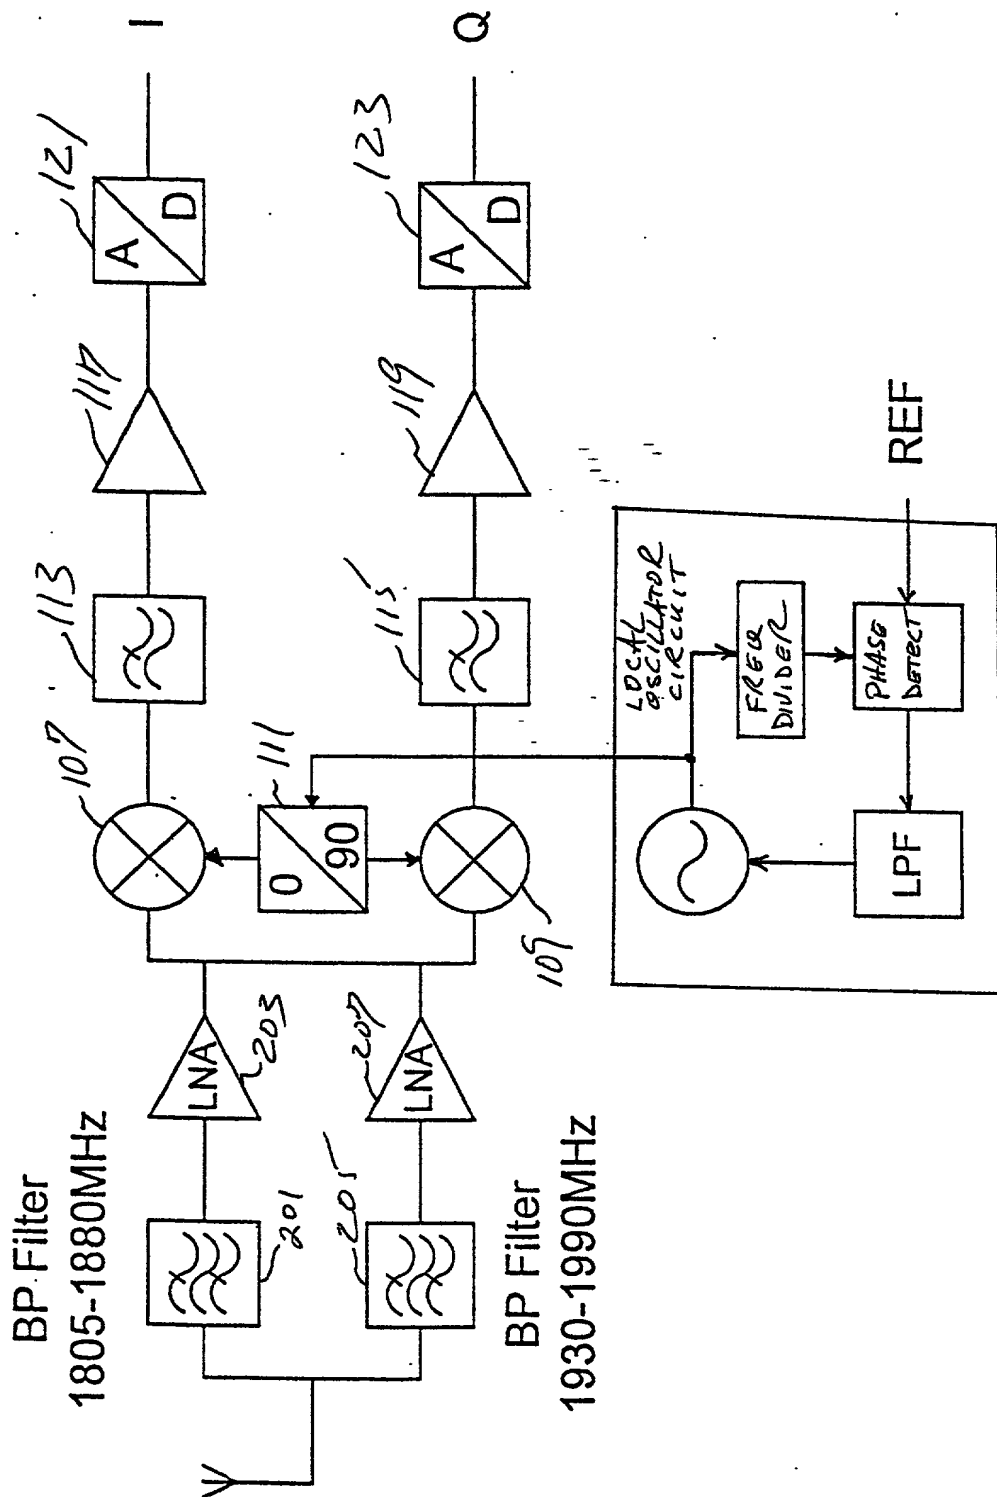 BP Filter
1805-1880MHz
201
LNA
203
205
LNA
207
BP Filter
1930-1990MHz
107
0
90
111
109
113
115
117
119
A
D
121
A
D
123
I
Q
LOCAL
OSCILLATOR
CIRCUIT
FREQ
DIVIDER
PHASE
DETECT
LPF
REF